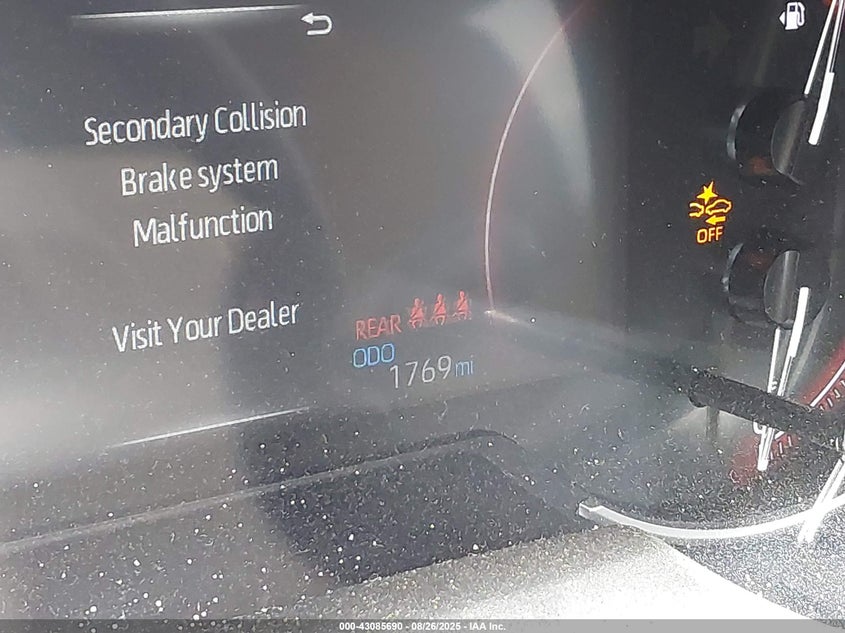 Secondary Collision
Brake system
Malfunction
Visit Your Dealer
OFF
REAR
ODO
1769 mi
000-43085690 - 08/26/2025 - IAA Inc.